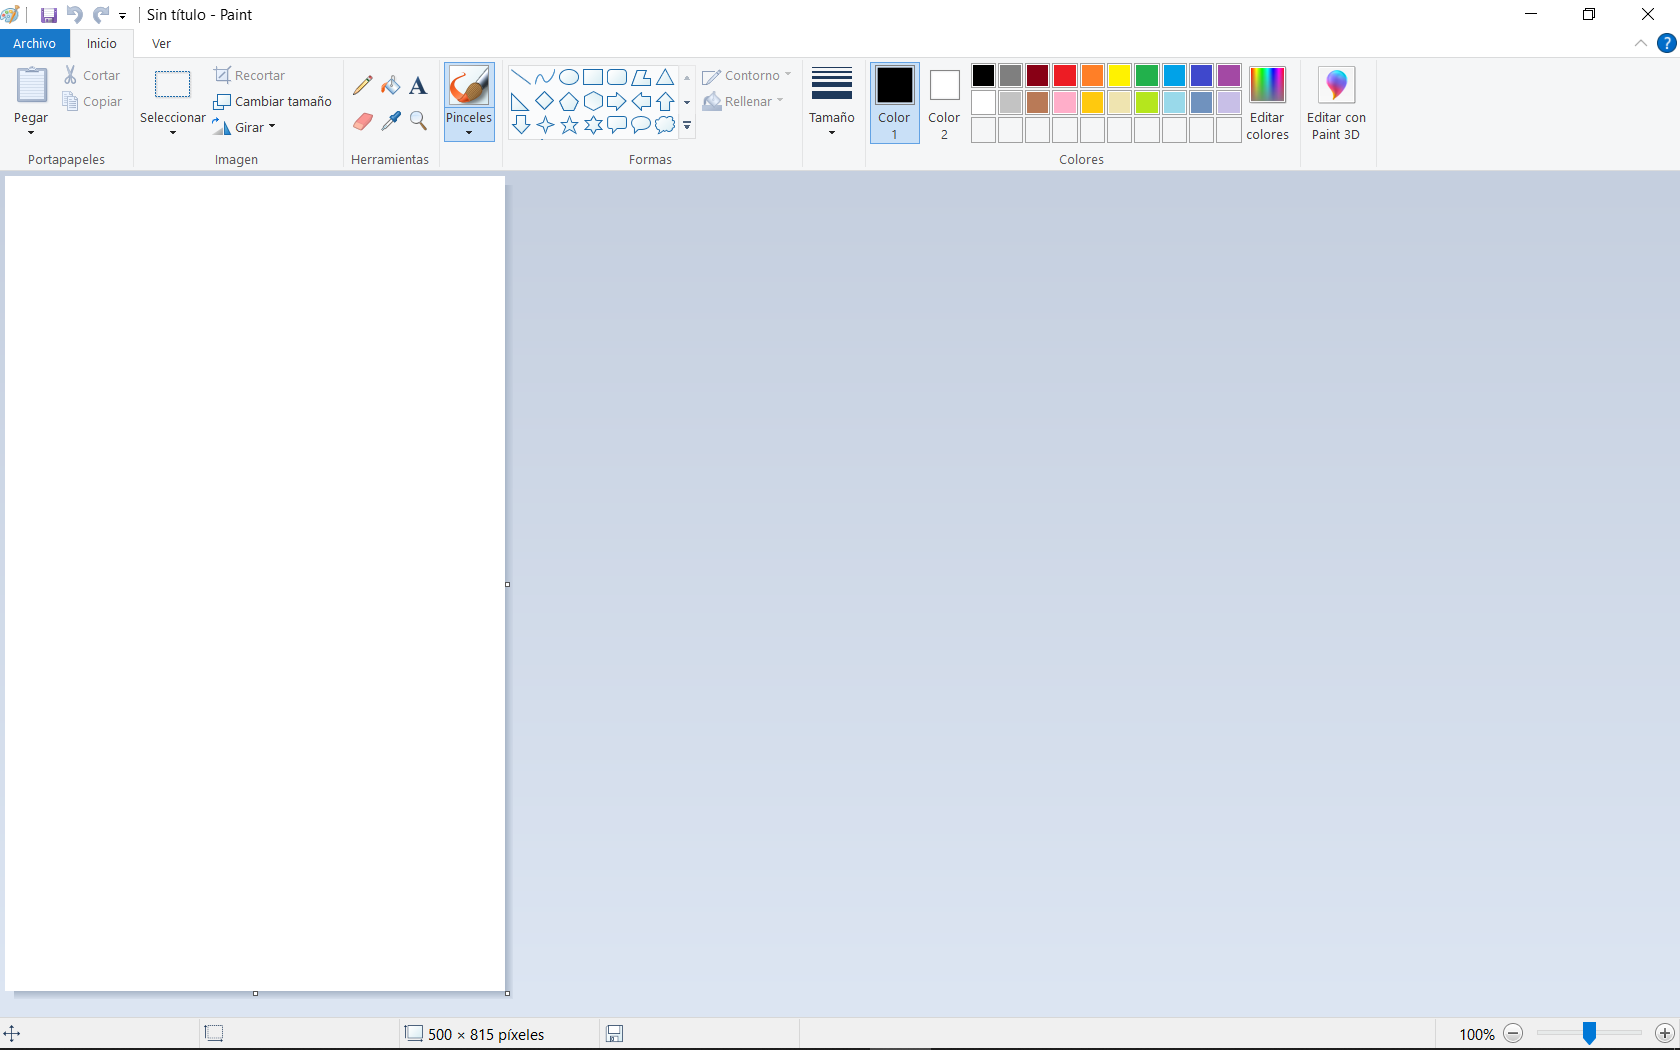 Sin título - Paint
Archivo Inicio Ver
Pegar
Cortar
Copiar
Portapapeles
Seleccionar
Recortar
Cambiar tamaño
Girar
Imagen
A
Herramientas
Pinceles
Contorno
Rellenar
Formas
Tamaño
Color 1
Color 2
Editar colores
Colores
Editar con Paint 3D
?
500 × 815 píxeles
100%